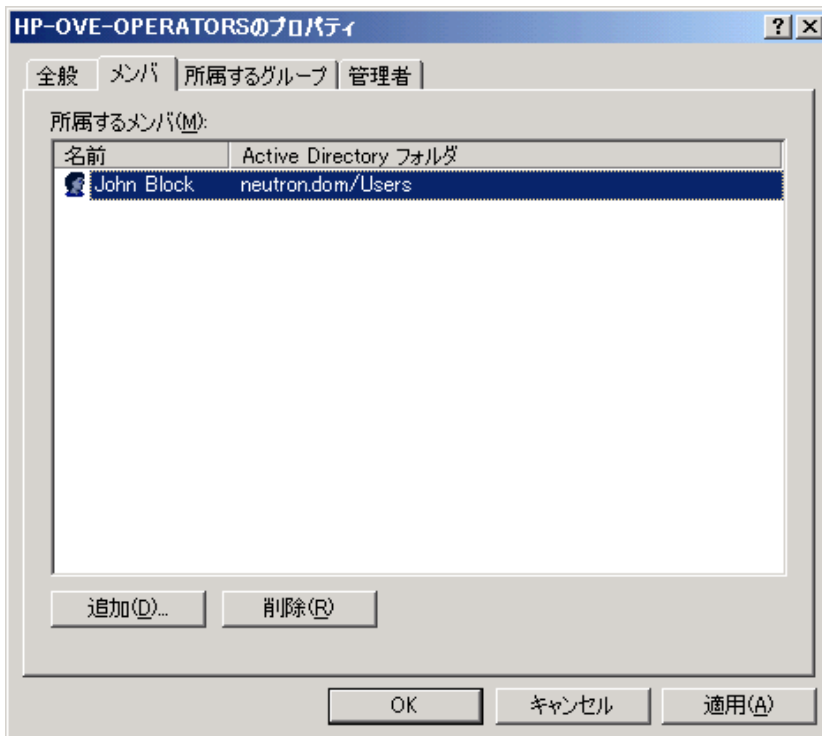 HP-OVE-OPERATORSのプロパティ
全般 メンバ 所属するグループ 管理者
所属するメンバ(M):
名前 Active Directory フォルダ
John Block neutron.dom/Users
追加(D)... 削除(R)
OK キャンセル 適用(A)